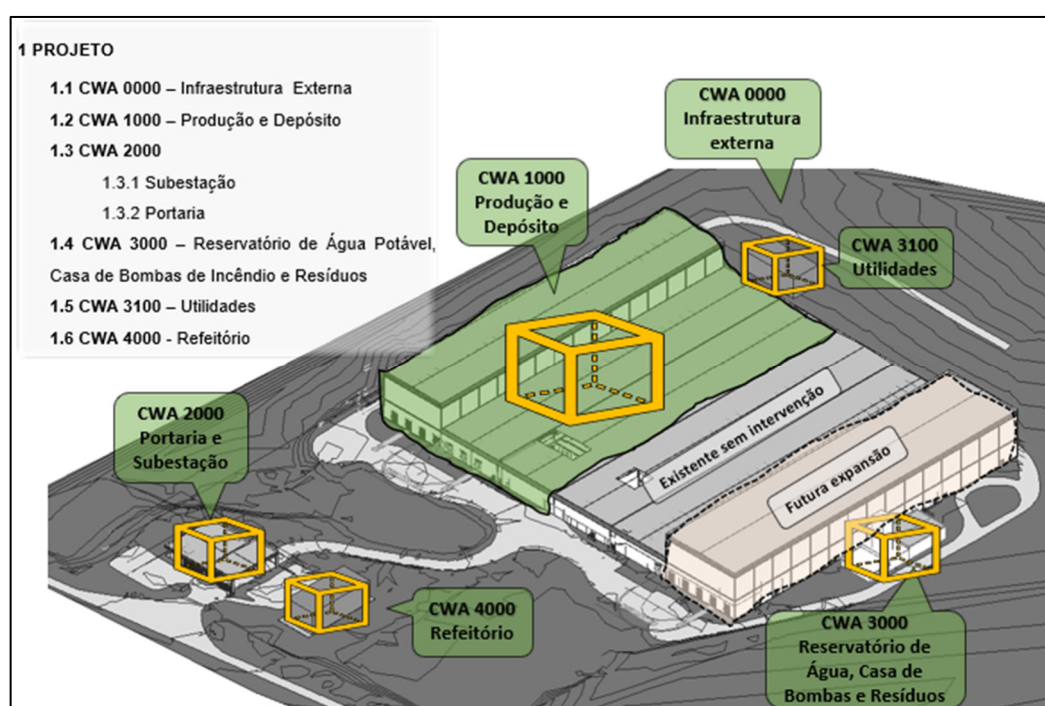 1 PROJETO
1.1 CWA 0000 – Infraestrutura Externa
1.2 CWA 1000 – Produção e Depósito
1.3 CWA 2000
1.3.1 Subestação
1.3.2 Portaria
1.4 CWA 3000 – Reservatório de Água Potável,
Casa de Bombas de Incêndio e Resíduos
1.5 CWA 3100 – Utilidades
1.6 CWA 4000 - Refeitório
CWA 0000
Infraestrutura
externa
CWA 1000
Produção e
Depósito
CWA 3100
Utilidades
CWA 2000
Portaria e
Subestação
Existente sem intervenção
Futura expansão
CWA 4000
Refeitório
CWA 3000
Reservatório de
Água, Casa de
Bombas e Resíduos